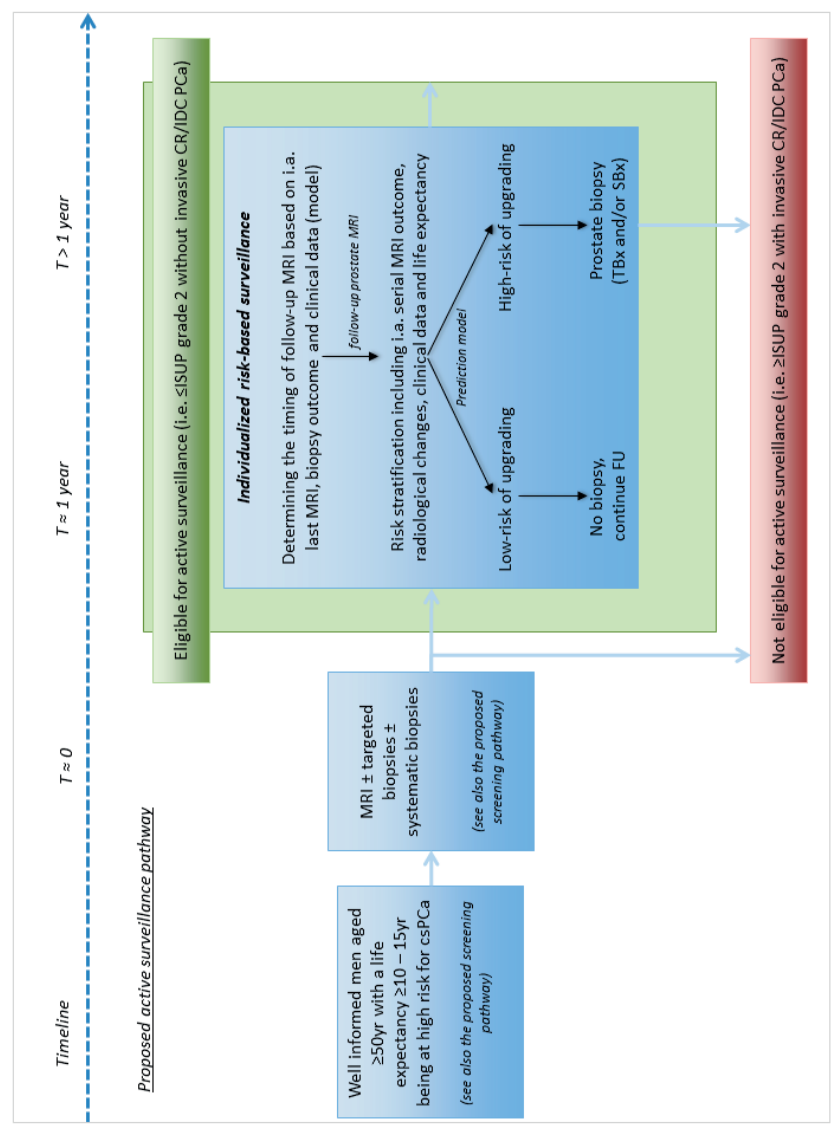 Timeline
T ≈ 0
T ≈ 1 year
T > 1 year
Proposed active surveillance pathway
Well informed men aged
≥50yr with a life
expectancy ≥10 – 15yr
being at high risk for csPCa
(see also the proposed screening
pathway)
MRI ± targeted
biopsies ±
systematic biopsies
(see also the proposed
screening pathway)
Eligible for active surveillance (i.e. ≤ISUP grade 2 without invasive CR/IDC PCa)
Individualized risk-based surveillance
Determining the timing of follow-up MRI based on i.a.
last MRI, biopsy outcome and clinical data (model)
follow-up prostate MRI
Risk stratification including i.a. serial MRI outcome,
radiological changes, clinical data and life expectancy
Prediction model
Low-risk of upgrading
High-risk of upgrading
No biopsy,
continue FU
Prostate biopsy
(TBx and/or SBx)
Not eligible for active surveillance (i.e. ≥ISUP grade 2 with invasive CR/IDC PCa)